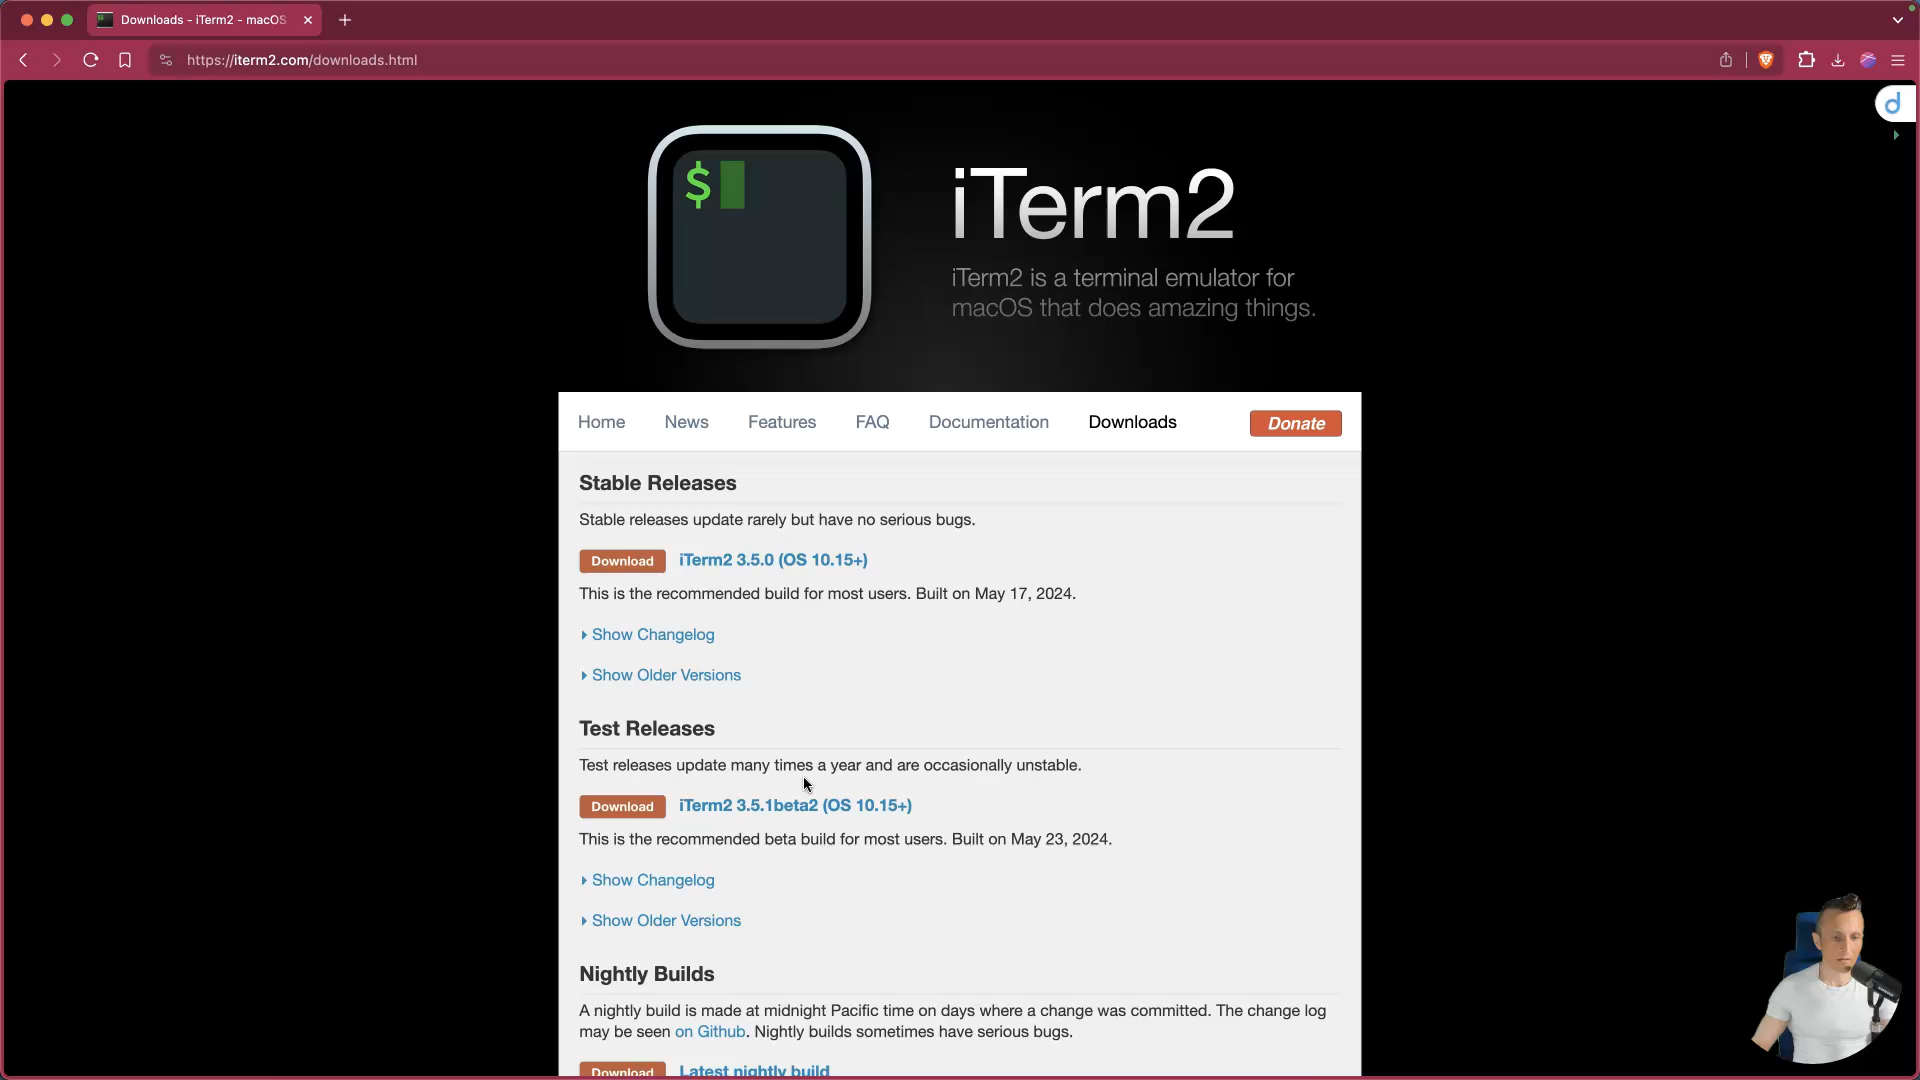 Downloads - iTerm2 - macOS
https://iterm2.com/downloads.html
$
iTerm2
iTerm2 is a terminal emulator for
macOS that does amazing things.
Home News Features FAQ Documentation Downloads Donate
Stable Releases
Stable releases update rarely but have no serious bugs.
Download iTerm2 3.5.0 (OS 10.15+)
This is the recommended build for most users. Built on May 17, 2024.
Show Changelog
Show Older Versions
Test Releases
Test releases update many times a year and are occasionally unstable.
Download iTerm2 3.5.1beta2 (OS 10.15+)
This is the recommended beta build for most users. Built on May 23, 2024.
Show Changelog
Show Older Versions
Nightly Builds
A nightly build is made at midnight Pacific time on days where a change was committed. The change log
may be seen on Github. Nightly builds sometimes have serious bugs.
Download Latest nightly build